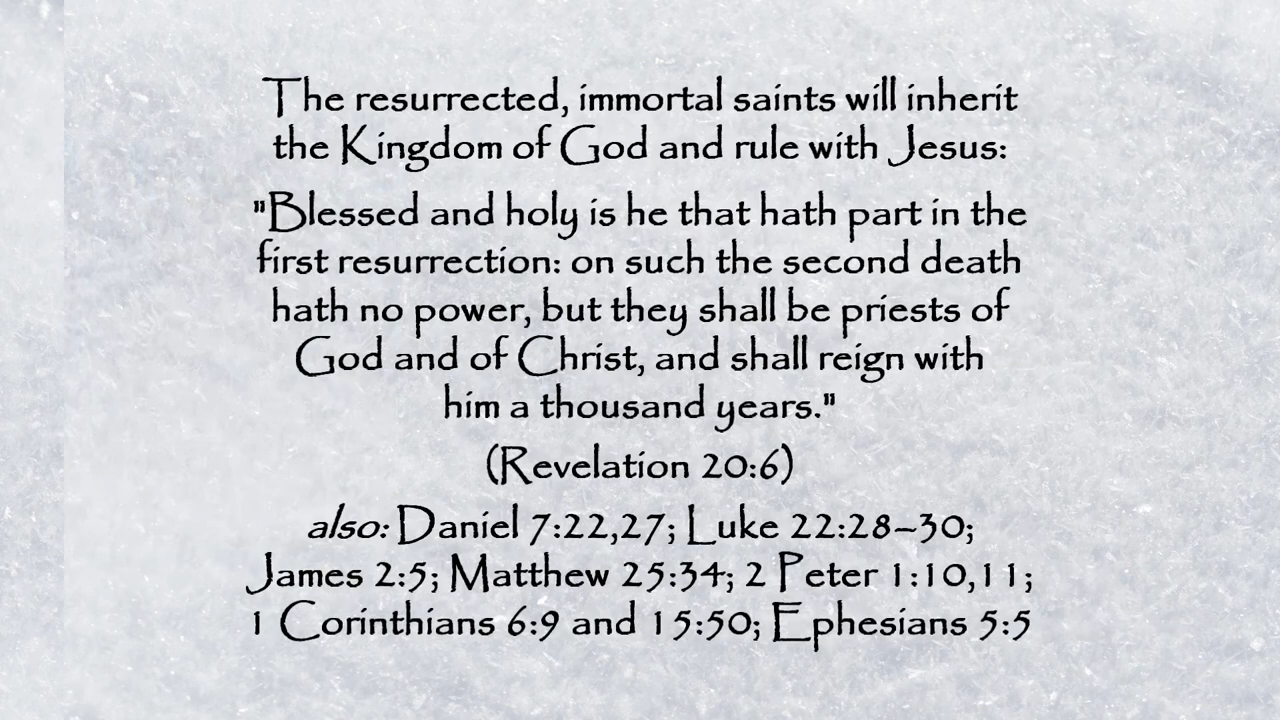 The resurrected, immortal saints will inherit
the Kingdom of God and rule with Jesus:
"Blessed and holy is he that hath part in the
first resurrection: on such the second death
hath no power, but they shall be priests of
God and of Christ, and shall reign with
him a thousand years."
(Revelation 20:6)
also: Daniel 7:22,27; Luke 22:28–30;
James 2:5; Matthew 25:34; 2 Peter 1:10,11;
1 Corinthians 6:9 and 15:50; Ephesians 5:5